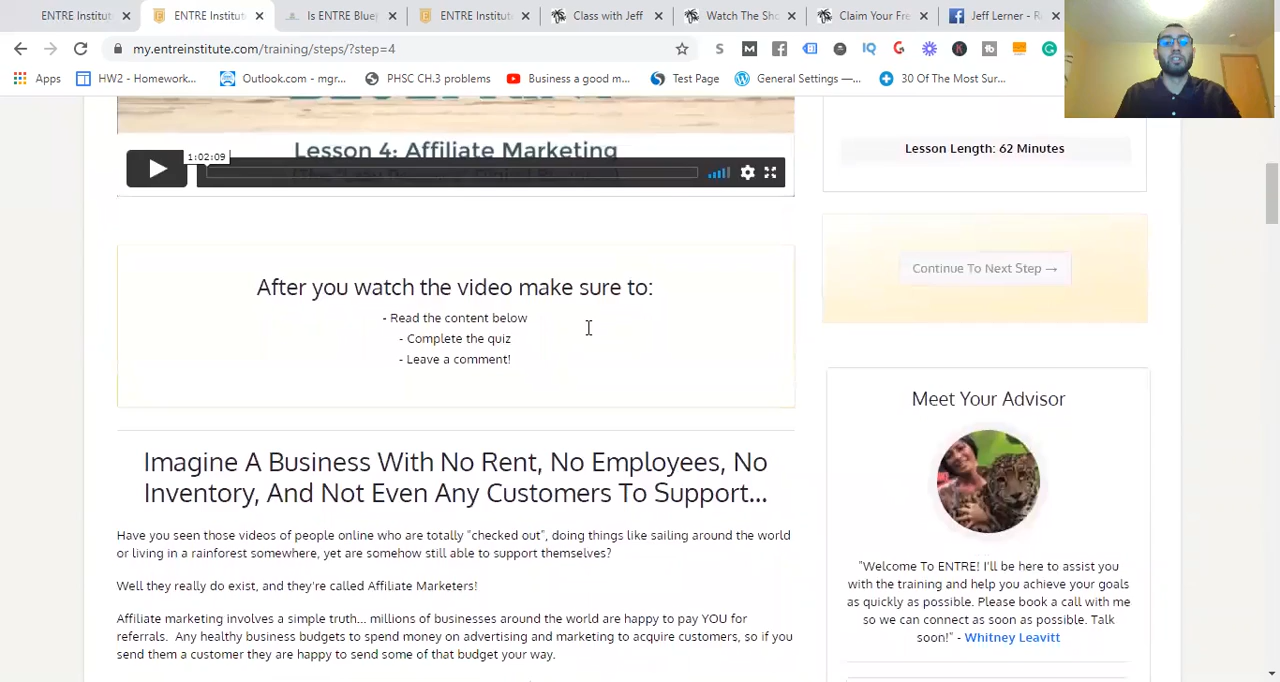 ENTRE Institut
ENTRE Institut
Is ENTRE Blue
ENTRE Institut
Class with Jeff
Watch The Sho
Claim Your Fre
Jeff Lerner - R
my.entreinstitute.com/training/steps/?step=4
Apps
HW2 - Homework...
Outlook.com - mgr...
PHSC CH.3 problems
Business a good m...
Test Page
General Settings —...
30 Of The Most Sur...
1:02:09
Lesson 4: Affiliate Marketing
Lesson Length: 62 Minutes
Continue To Next Step →
After you watch the video make sure to:
- Read the content below
- Complete the quiz
- Leave a comment!
Imagine A Business With No Rent, No Employees, No
Inventory, And Not Even Any Customers To Support...
Have you seen those videos of people online who are totally "checked out", doing things like sailing around the world
or living in a rainforest somewhere, yet are somehow still able to support themselves?
Well they really do exist, and they're called Affiliate Marketers!
Affiliate marketing involves a simple truth... millions of businesses around the world are happy to pay YOU for
referrals. Any healthy business budgets to spend money on advertising and marketing to acquire customers, so if you
send them a customer they are happy to send some of that budget your way.
Meet Your Advisor
"Welcome To ENTRE! I'll be here to assist you
with the training and help you achieve your goals
as quickly as possible. Please book a call with me
so we can connect as soon as possible. Talk
soon!" - Whitney Leavitt